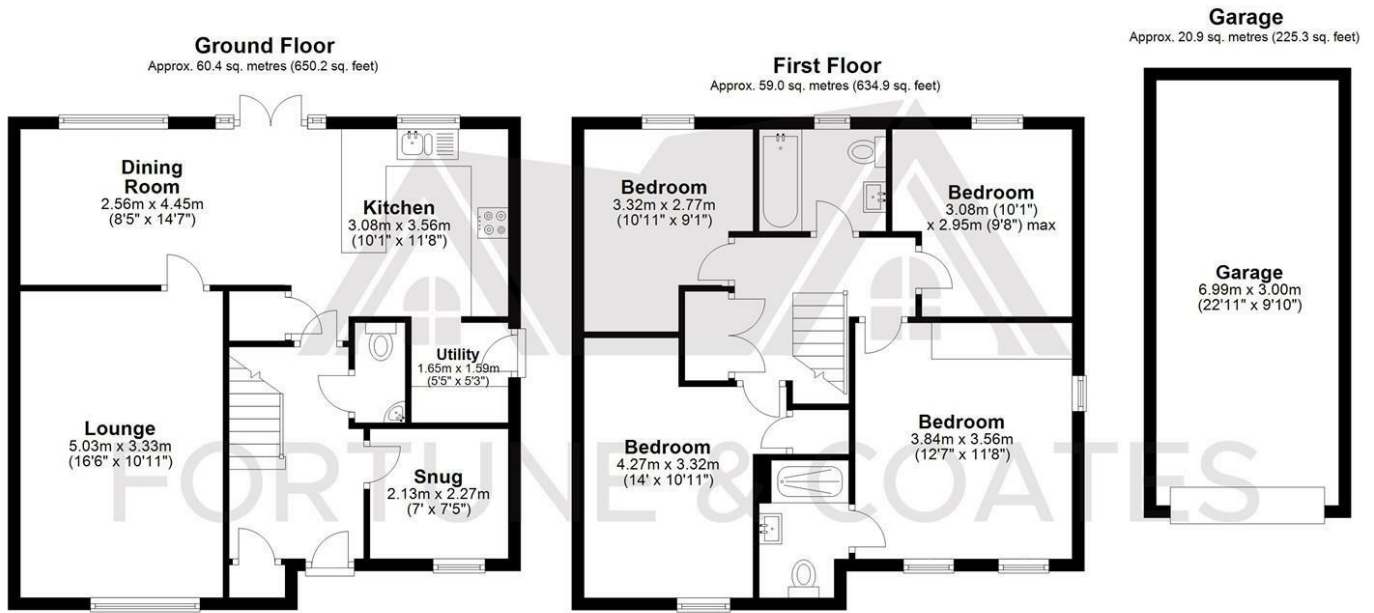 Ground Floor
Approx. 60.4 sq. metres (650.2 sq. feet)
Dining
Room
2.56m x 4.45m
(8'5" x 14'7")
Kitchen
3.08m x 3.56m
(10'1" x 11'8")
Utility
1.65m x 1.59m
(5'5" x 5'3")
Lounge
5.03m x 3.33m
(16'6" x 10'11")
Snug
2.13m x 2.27m
(7' x 7'5")
First Floor
Approx. 59.0 sq. metres (634.9 sq. feet)
Bedroom
3.32m x 2.77m
(10'11" x 9'1")
Bedroom
3.08m (10'1")
x 2.95m (9'8") max
Bedroom
4.27m x 3.32m
(14' x 10'11")
Bedroom
3.84m x 3.56m
(12'7" x 11'8")
Garage
Approx. 20.9 sq. metres (225.3 sq. feet)
Garage
6.99m x 3.00m
(22'11" x 9'10")
FORTUNE & COATES